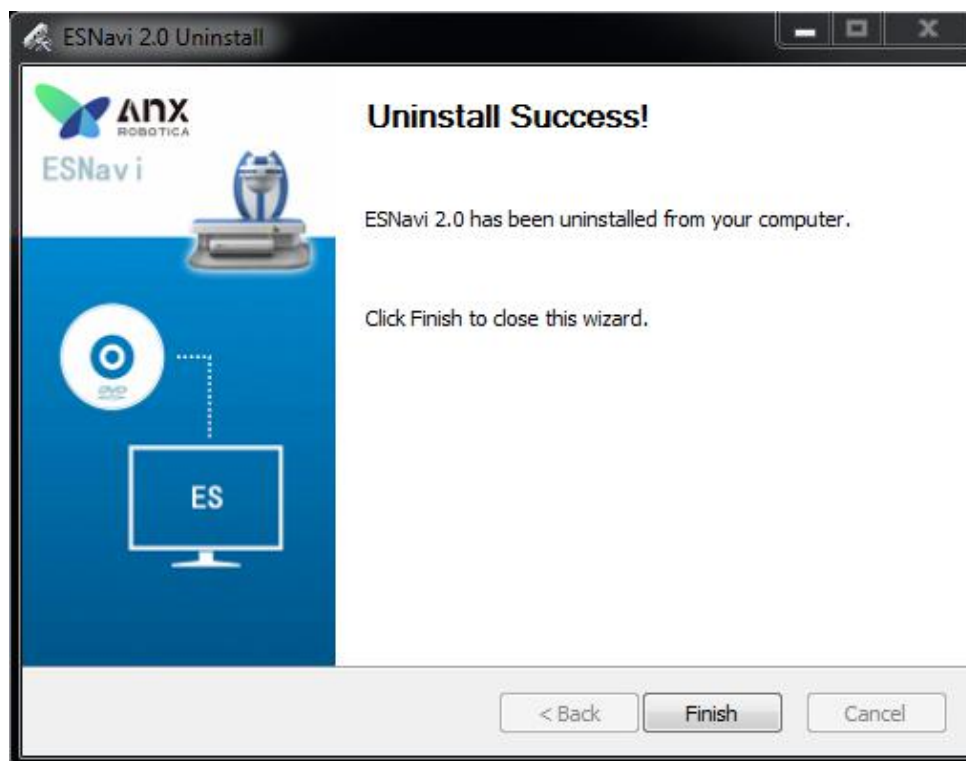 ESNavi 2.0 Uninstall
ANX
ROBOTICA
ESNavi
Uninstall Success!
ESNavi 2.0 has been uninstalled from your computer.
Click Finish to close this wizard.
DVD
ES
< Back
Finish
Cancel